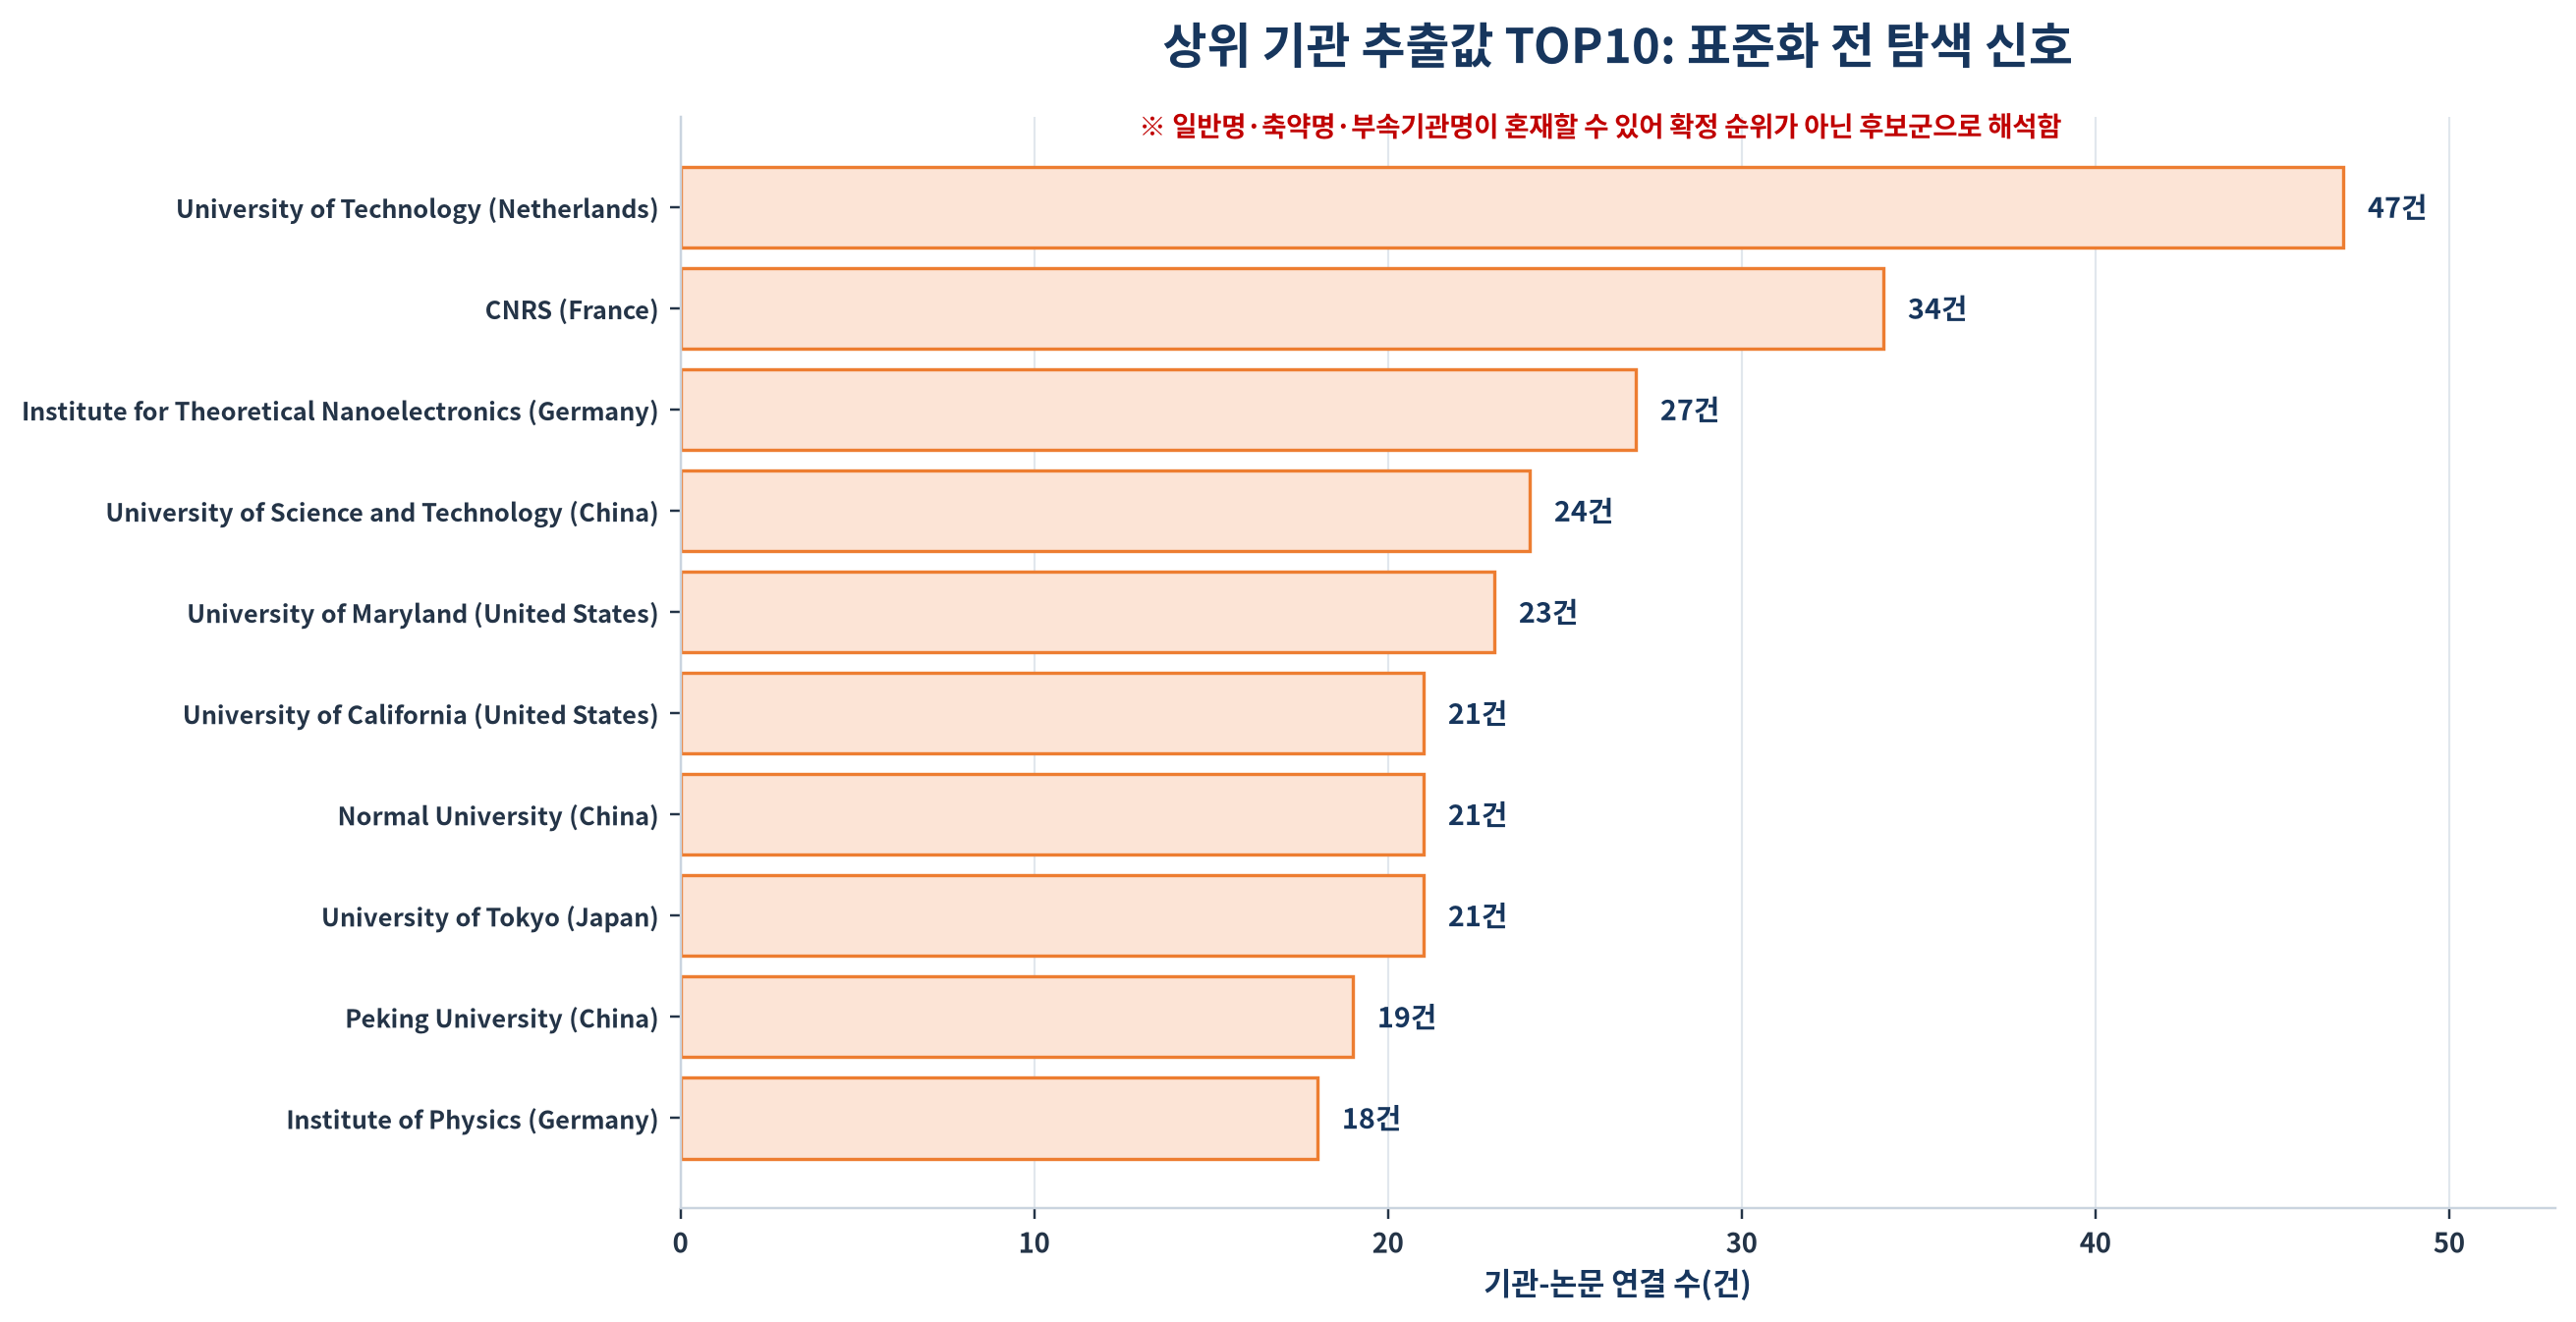 상위 기관 추출값 TOP10: 표준화 전 탐색 신호
※ 일반명·축약명·부속기관명이 혼재할 수 있어 확정 순위가 아닌 후보군으로 해석함
University of Technology (Netherlands) 47건
CNRS (France) 34건
Institute for Theoretical Nanoelectronics (Germany) 27건
University of Science and Technology (China) 24건
University of Maryland (United States) 23건
University of California (United States) 21건
Normal University (China) 21건
University of Tokyo (Japan) 21건
Peking University (China) 19건
Institute of Physics (Germany) 18건
0 10 20 30 40 50
기관-논문 연결 수(건)